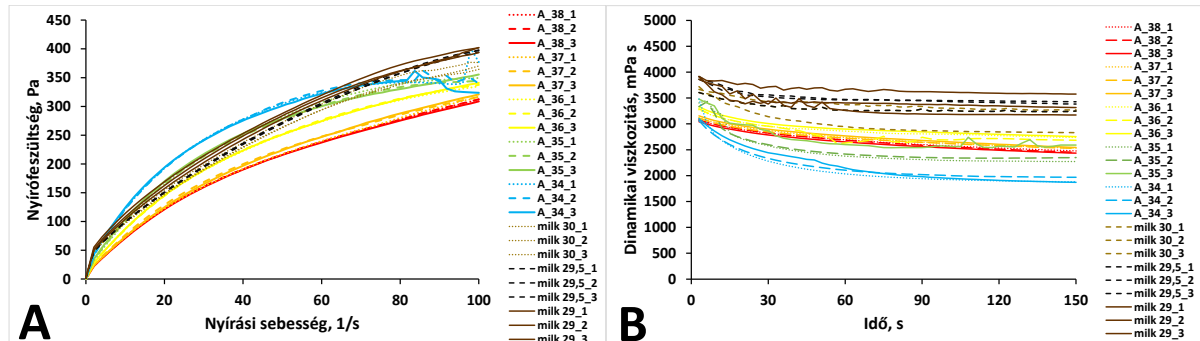 450
400
350
300
250
200
150
100
50
0
0 20 40 60 80 100
Nyírófeszültség, Pa
Nyírási sebesség, 1/s
A
A_38_1
A_38_2
A_38_3
A_37_1
A_37_2
A_37_3
A_36_1
A_36_2
A_36_3
A_35_1
A_35_2
A_35_3
A_34_1
A_34_2
A_34_3
milk 30_1
milk 30_2
milk 30_3
milk 29,5_1
milk 29,5_2
milk 29,5_3
milk 29_1
milk 29_2
milk 29_3
5000
4500
4000
3500
3000
2500
2000
1500
1000
500
0
0 30 60 90 120 150
Dinamikai viszkozitás, mPa s
Idő, s
B
A_38_1
A_38_2
A_38_3
A_37_1
A_37_2
A_37_3
A_36_1
A_36_2
A_36_3
A_35_1
A_35_2
A_35_3
A_34_1
A_34_2
A_34_3
milk 30_1
milk 30_2
milk 30_3
milk 29,5_1
milk 29,5_2
milk 29,5_3
milk 29_1
milk 29_2
milk 29_3